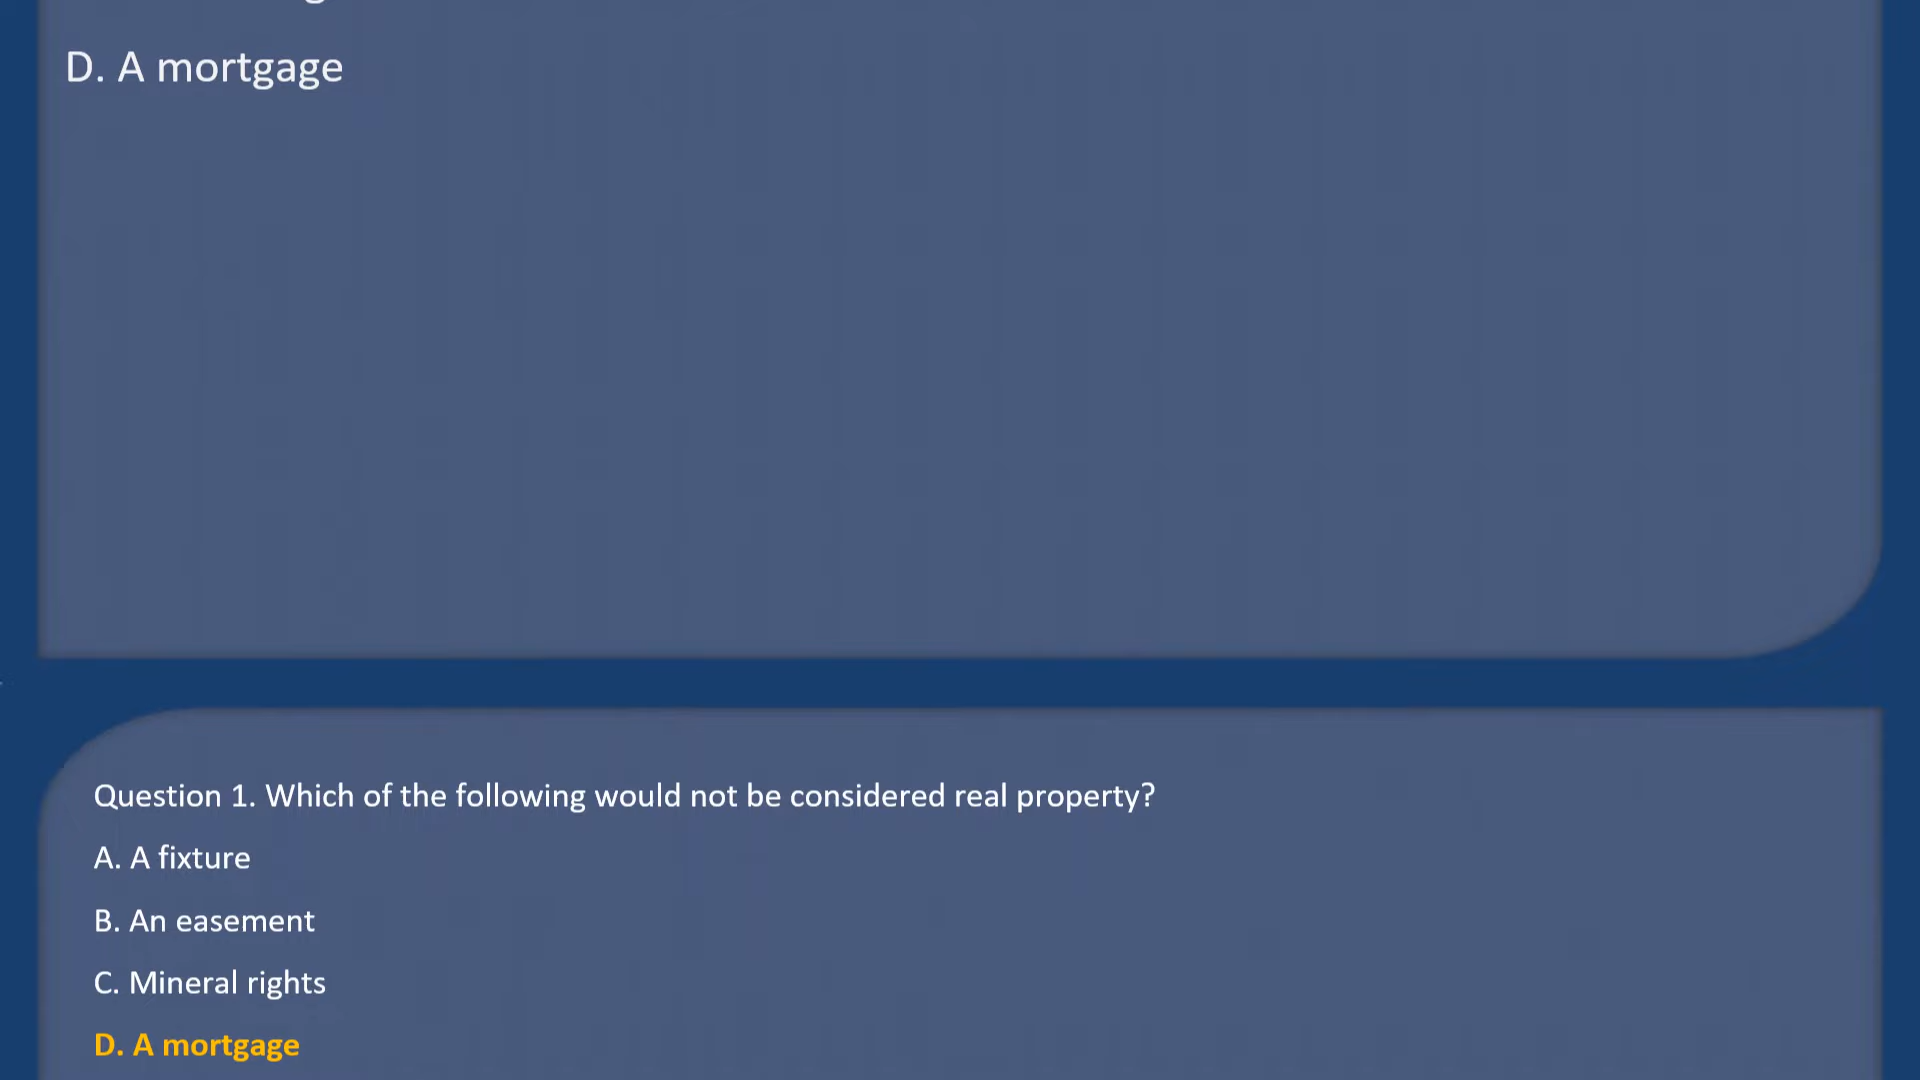 D. A mortgage
Question 1. Which of the following would not be considered real property?
A. A fixture
B. An easement
C. Mineral rights
D. A mortgage